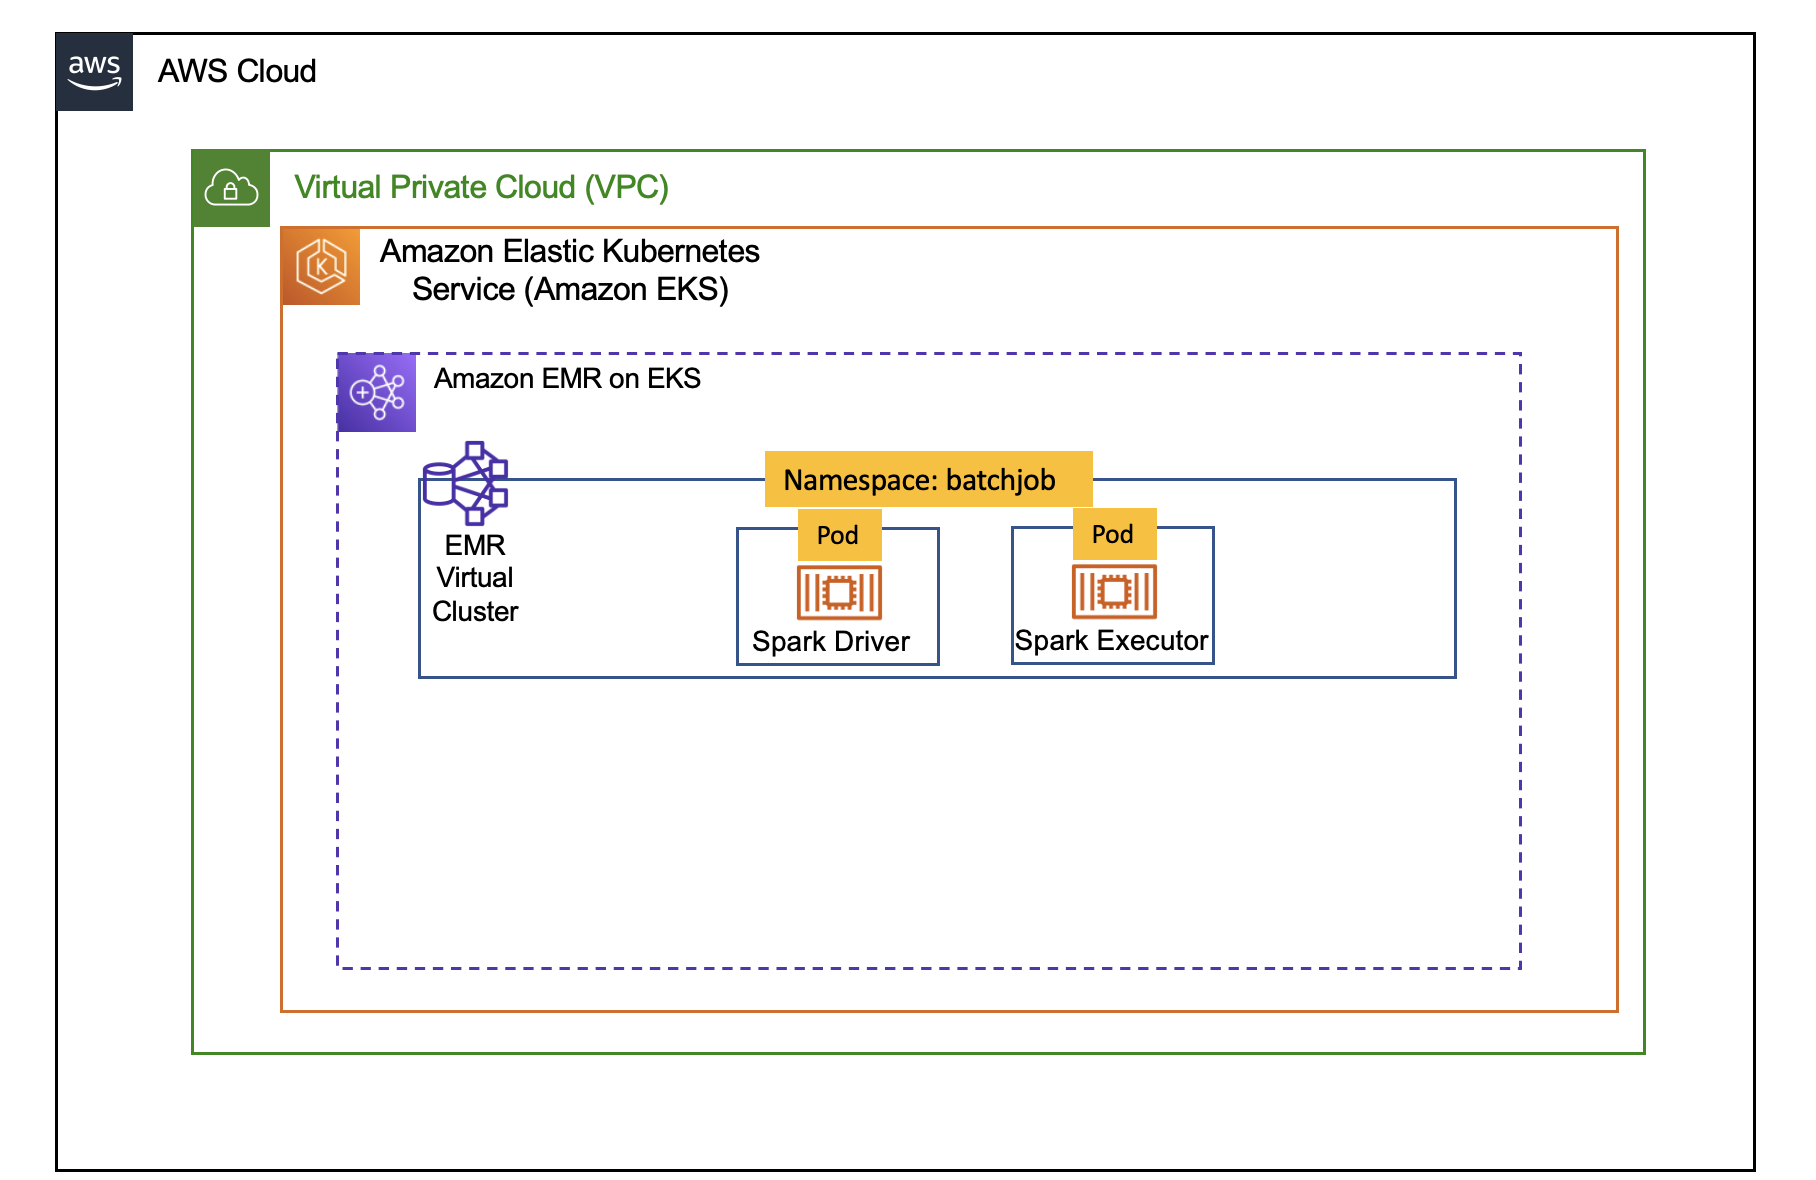 aws
AWS Cloud
Virtual Private Cloud (VPC)
Amazon Elastic Kubernetes
Service (Amazon EKS)
K
Amazon EMR on EKS
Namespace: batchjob
Pod
Pod
EMR
Virtual
Cluster
Spark Driver
Spark Executor